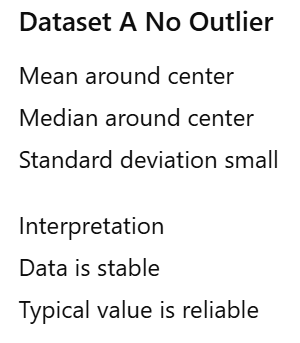 Dataset A No Outlier
Mean around center
Median around center
Standard deviation small
Interpretation
Data is stable
Typical value is reliable